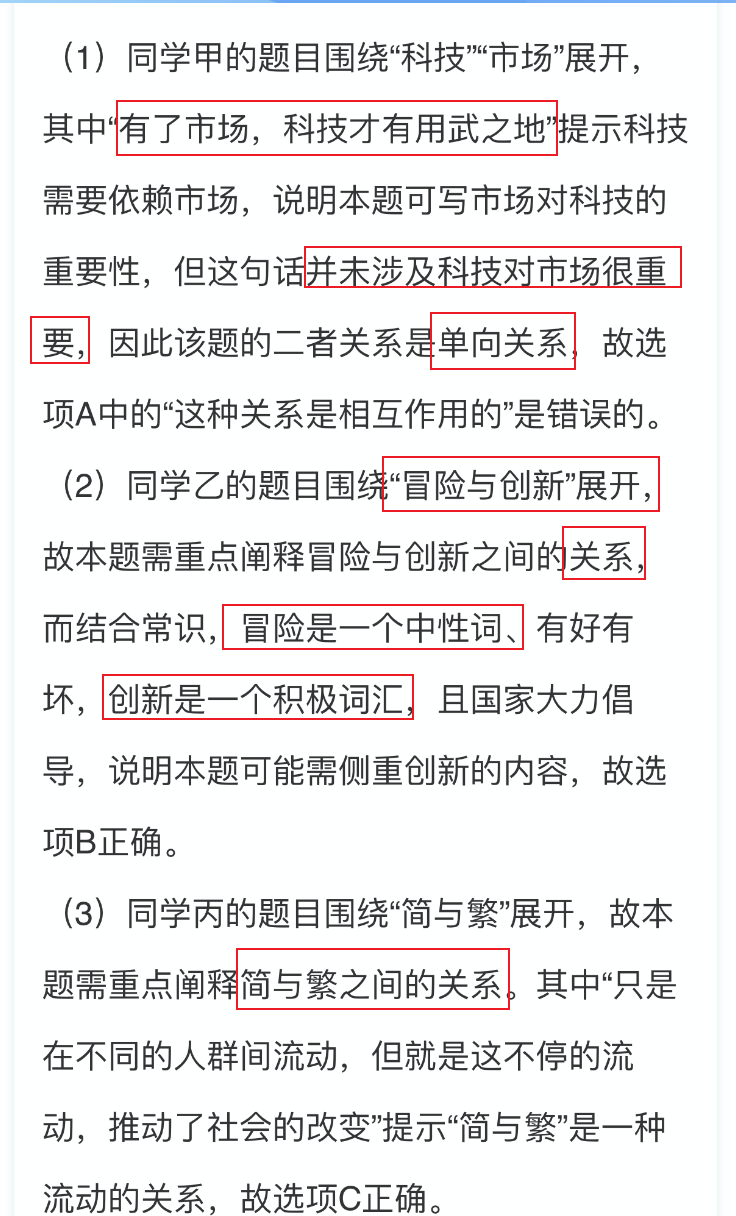 （1）同学甲的题目围绕“科技”“市场”展开，
其中“有了市场，科技才有用武之地”提示科技
需要依赖市场，说明本题可写市场对科技的
重要性，但这句话并未涉及科技对市场很重
要，因此该题的二者关系是单向关系，故选
项A中的“这种关系是相互作用的”是错误的。
（2）同学乙的题目围绕“冒险与创新”展开，
故本题需重点阐释冒险与创新之间的关系，
而结合常识，冒险是一个中性词、有好有
坏，创新是一个积极词汇，且国家大力倡
导，说明本题可能需侧重创新的内容，故选
项B正确。
（3）同学丙的题目围绕“简与繁”展开，故本
题需重点阐释简与繁之间的关系。其中“只是
在不同的人群间流动，但就是这不停的流
动，推动了社会的改变”提示“简与繁”是一种
流动的关系，故选项C正确。